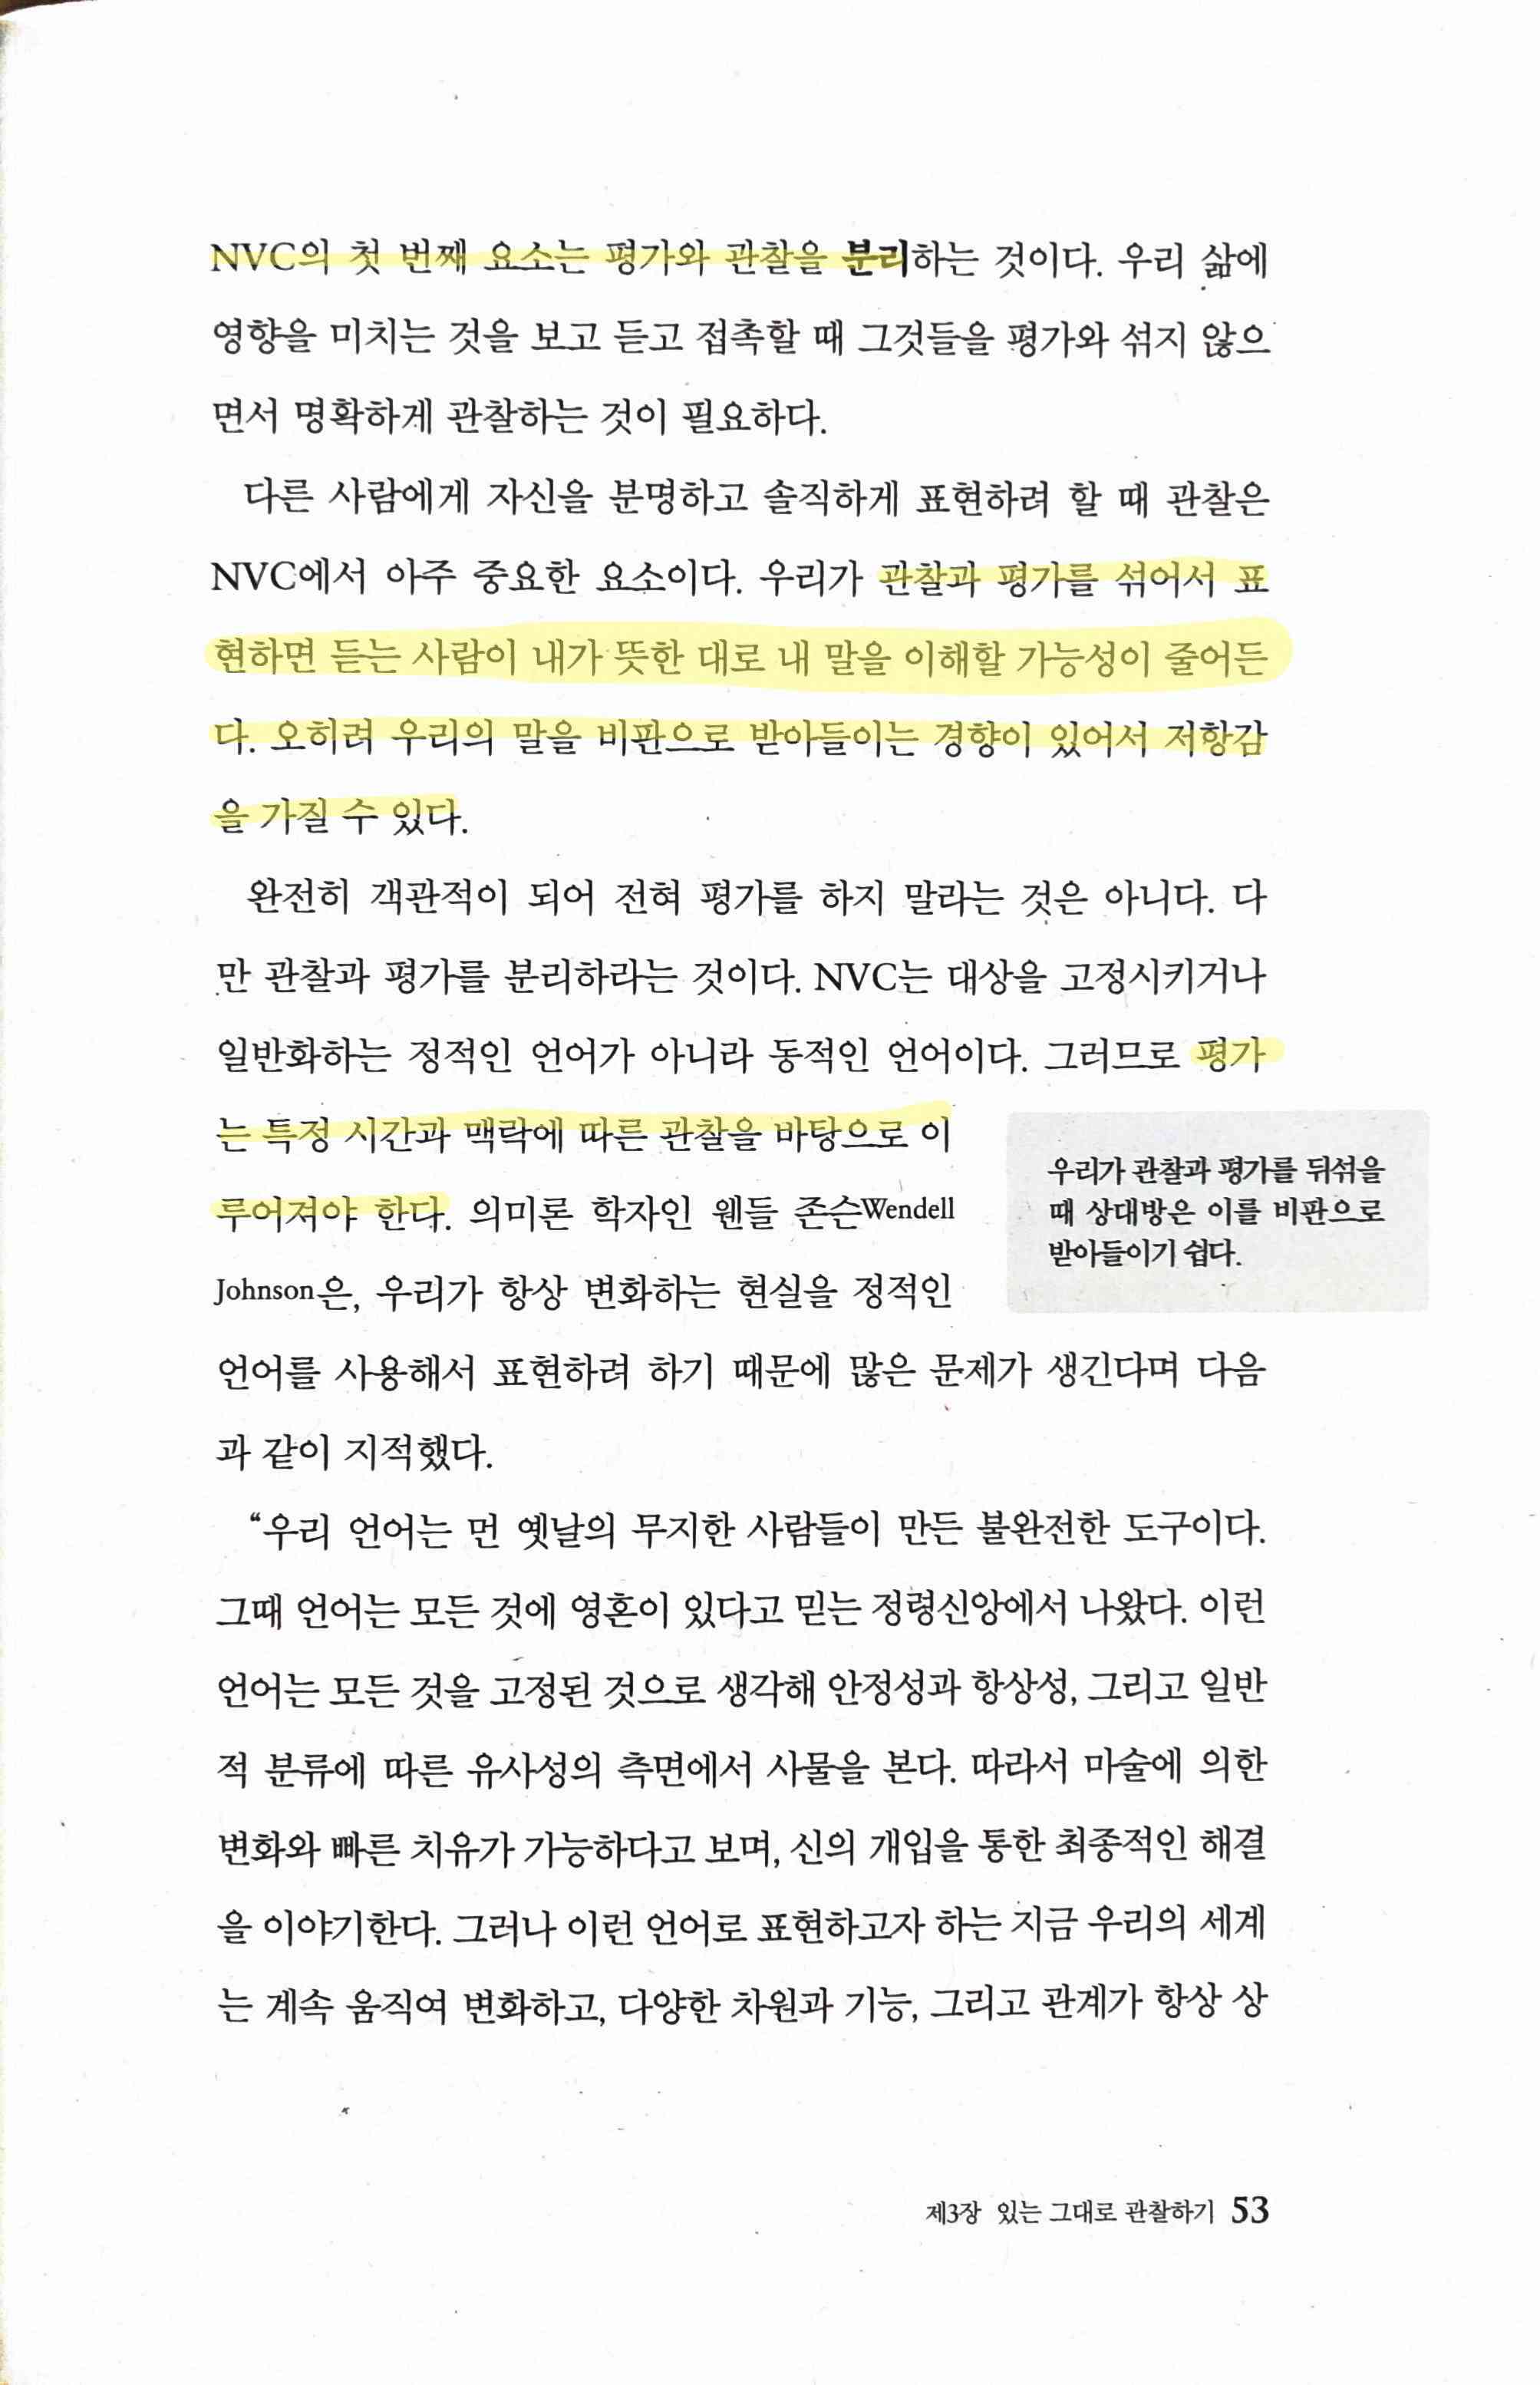 NVC의 첫 번째 요소는 평가와 관찰을 분리하는 것이다. 우리 삶에
영향을 미치는 것을 보고 듣고 접촉할 때 그것들을 평가와 섞지 않으
면서 명확하게 관찰하는 것이 필요하다.
다른 사람에게 자신을 분명하고 솔직하게 표현하려 할 때 관찰은
NVC에서 아주 중요한 요소이다. 우리가 관찰과 평가를 섞어서 표
현하면 듣는 사람이 내가 뜻한 대로 내 말을 이해할 가능성이 줄어든
다. 오히려 우리의 말을 비판으로 받아들이는 경향이 있어서 저항감
을 가질 수 있다.
완전히 객관적이 되어 전혀 평가를 하지 말라는 것은 아니다. 다
만 관찰과 평가를 분리하라는 것이다. NVC는 대상을 고정시키거나
일반화하는 정적인 언어가 아니라 동적인 언어이다. 그러므로 평가
는 특정 시간과 맥락에 따른 관찰을 바탕으로 이
루어져야 한다. 의미론 학자인 웬들 존슨Wendell
Johnson은, 우리가 항상 변화하는 현실을 정적인
언어를 사용해서 표현하려 하기 때문에 많은 문제가 생긴다며 다음
과 같이 지적했다.
우리가 관찰과 평가를 뒤섞을
때 상대방은 이를 비판으로
받아들이기 쉽다.
“우리 언어는 먼 옛날의 무지한 사람들이 만든 불완전한 도구이다.
그때 언어는 모든 것에 영혼이 있다고 믿는 정령신앙에서 나왔다. 이런
언어는 모든 것을 고정된 것으로 생각해 안정성과 항상성, 그리고 일반
적 분류에 따른 유사성의 측면에서 사물을 본다. 따라서 마술에 의한
변화와 빠른 치유가 가능하다고 보며, 신의 개입을 통한 최종적인 해결
을 이야기한다. 그러나 이런 언어로 표현하고자 하는 지금 우리의 세계
는 계속 움직여 변화하고, 다양한 차원과 기능, 그리고 관계가 항상 상
제3장 있는 그대로 관찰하기 53